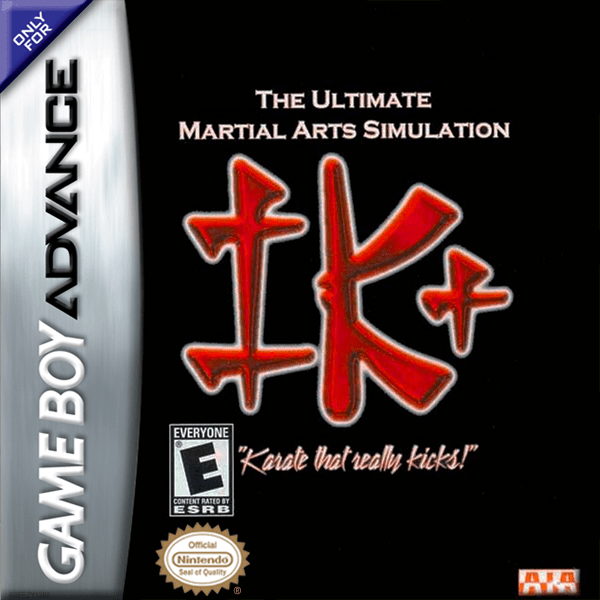 ONLY
FOR
GAME BOY ADVANCE
THE ULTIMATE
MARTIAL ARTS SIMULATION
IK+
EVERYONE
E
®
CONTENT RATED BY
ESRB
"Karate that really kicks!"
Official
Nintendo
Seal of Quality
®